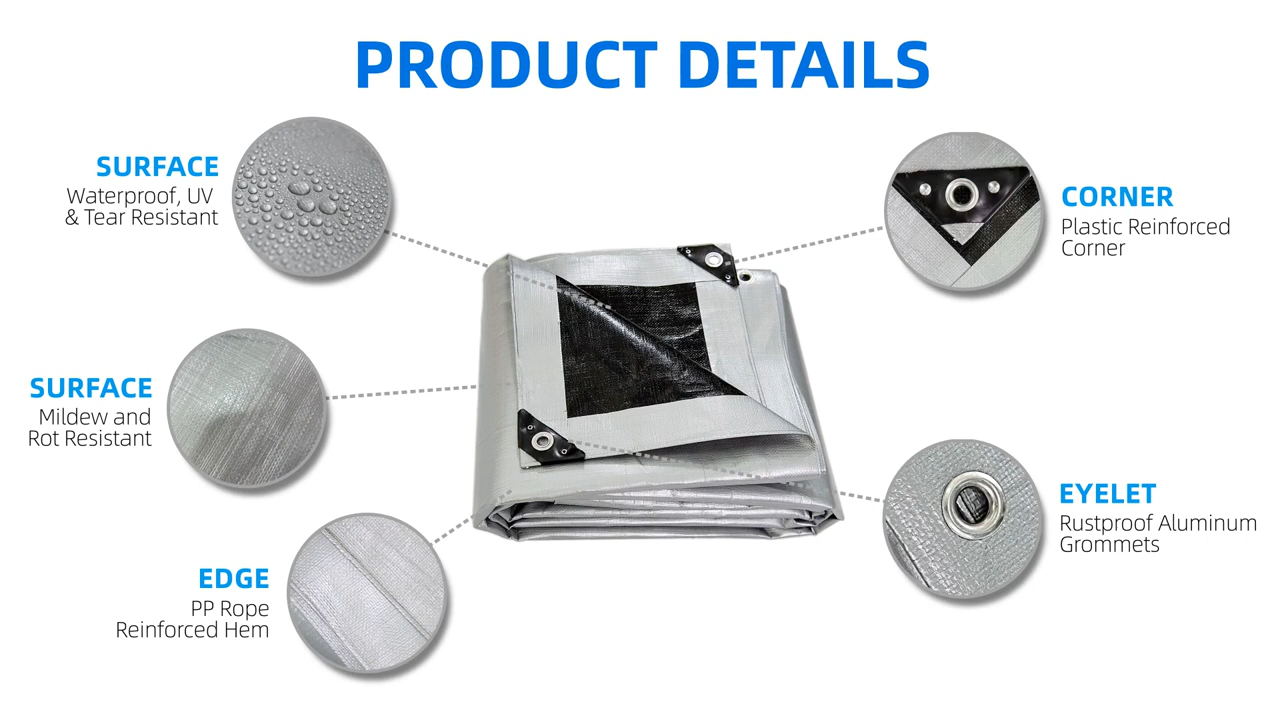 PRODUCT DETAILS
SURFACE
Waterproof, UV
& Tear Resistant
CORNER
Plastic Reinforced
Corner
SURFACE
Mildew and
Rot Resistant
EYELET
Rustproof Aluminum
Grommets
EDGE
PP Rope
Reinforced Hem